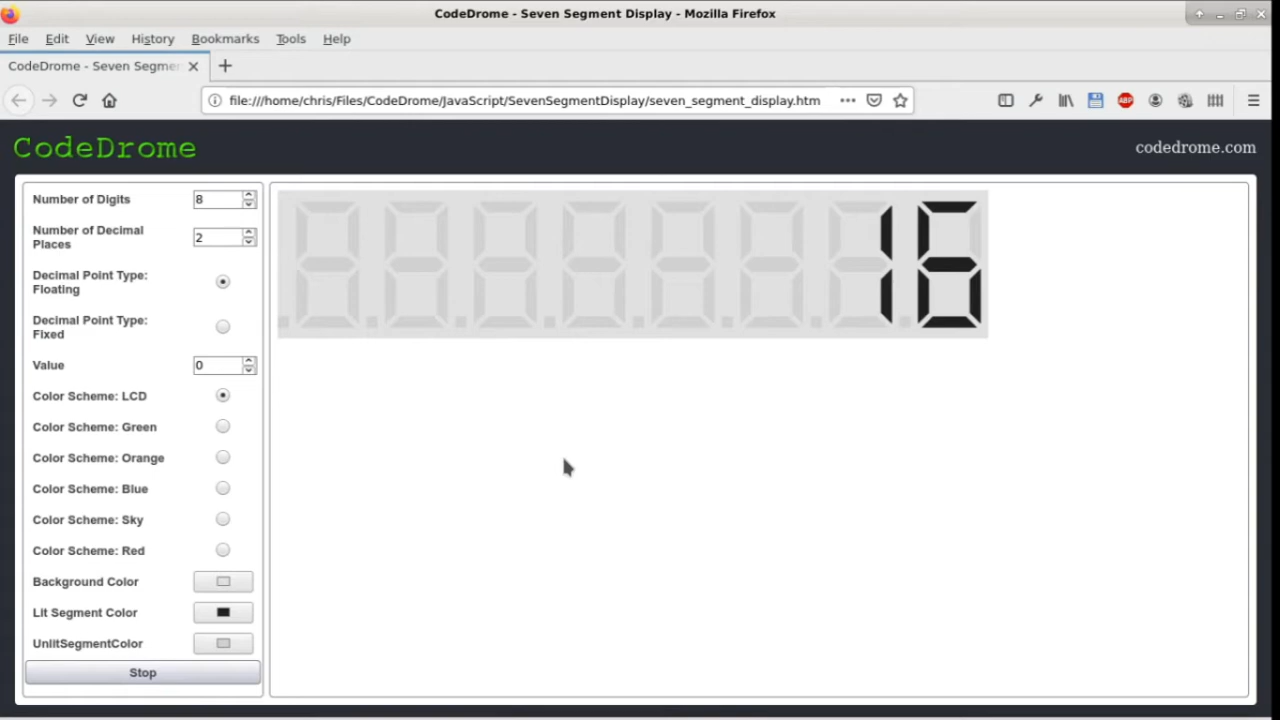 CodeDrome - Seven Segment Display - Mozilla Firefox
File Edit View History Bookmarks Tools Help
CodeDrome - Seven Segme
file:///home/chris/Files/CodeDrome/JavaScript/SevenSegmentDisplay/seven_segment_display.htm
ABP
CodeDrome
codedrome.com
Number of Digits 8
Number of Decimal
Places 2
Decimal Point Type:
Floating
Decimal Point Type:
Fixed
Value 0
Color Scheme: LCD
Color Scheme: Green
Color Scheme: Orange
Color Scheme: Blue
Color Scheme: Sky
Color Scheme: Red
Background Color
Lit Segment Color
UnlitSegmentColor
Stop
16